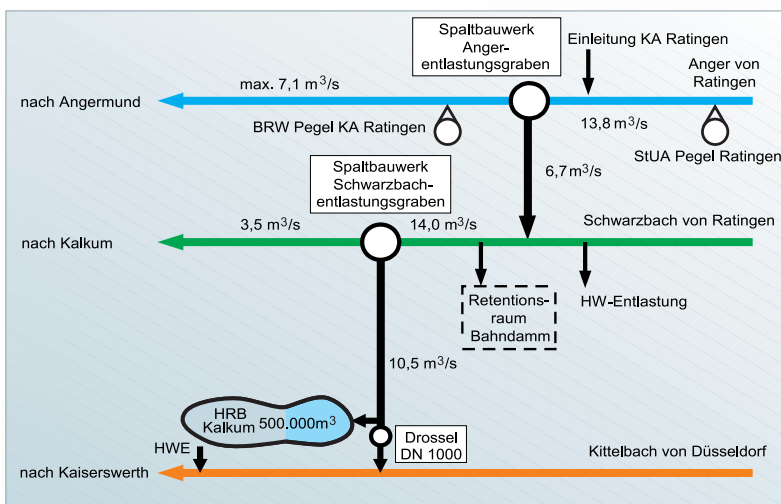 Spaltbauwerk
Anger-
entlastungsgraben
Einleitung KA Ratingen
Anger von
Ratingen
max. 7,1 m³/s
nach Angermund
BRW Pegel KA Ratingen
13,8 m³/s
StUA Pegel Ratingen
6,7m³/s
Spaltbauwerk
Schwarzbach-
entlastungsgraben
3,5 m³/s
14,0 m³/s
Schwarzbach von Ratingen
nach Kalkum
Retentions-
raum
Bahndamm
HW-Entlastung
10,5 m³/s
HRB
Kalkum 500.000m³
HWE
Drossel
DN 1000
Kittelbach von Düsseldorf
nach Kaiserswerth